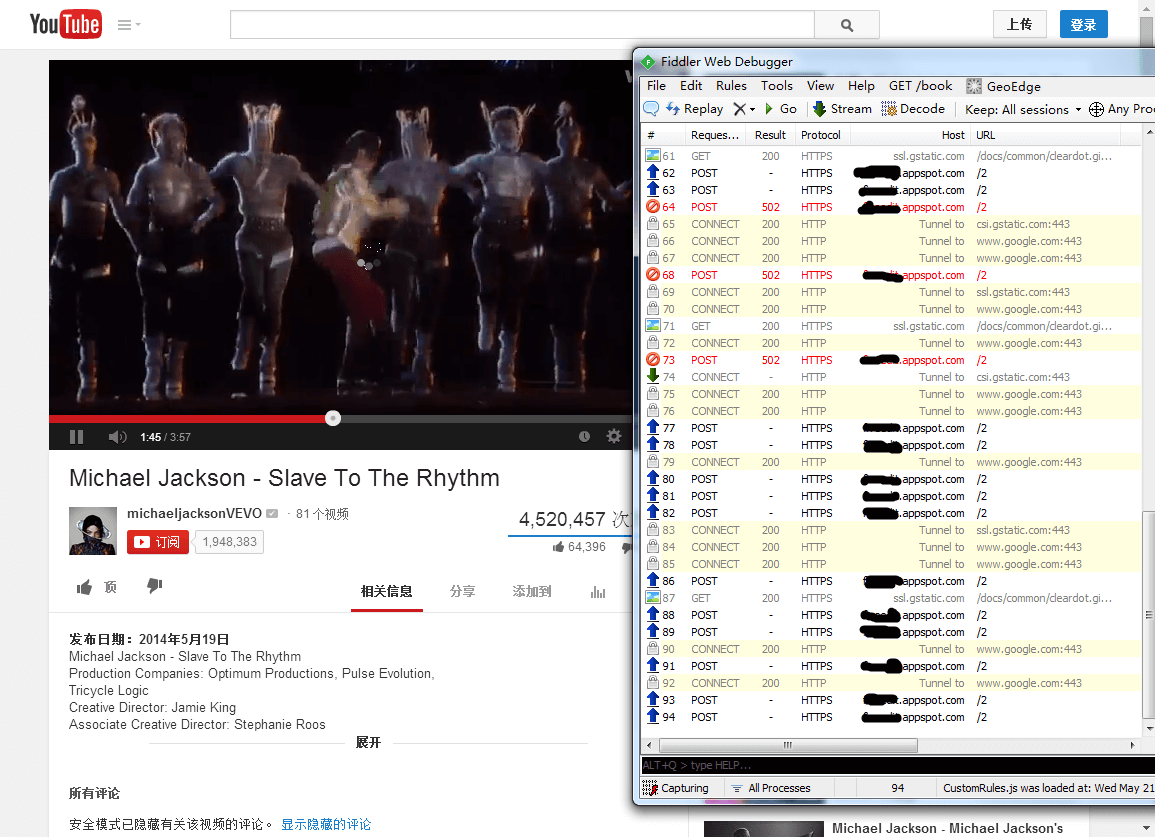 YouTube
上传
登录
1:45 / 3:57
Michael Jackson - Slave To The Rhythm
michaeljacksonVEVO · 81 个视频
订阅 1,948,383
4,520,457 次
64,396
顶
相关信息 分享 添加到
发布日期：2014年5月19日
Michael Jackson - Slave To The Rhythm
Production Companies: Optimum Productions, Pulse Evolution,
Tricycle Logic
Creative Director: Jamie King
Associate Creative Director: Stephanie Roos
展开
所有评论
安全模式已隐藏有关该视频的评论。 显示隐藏的评论
Fiddler Web Debugger
File Edit Rules Tools View Help GET /book GeoEdge
Replay Go Stream Decode Keep: All sessions Any Proc
# Reques... Result Protocol Host URL
61 GET 200 HTTPS ssl.gstatic.com /docs/common/cleardot.gi...
62 POST - HTTPS .appspot.com /2
63 POST - HTTPS .appspot.com /2
64 POST 502 HTTPS .appspot.com /2
65 CONNECT 200 HTTP Tunnel to csi.gstatic.com:443
66 CONNECT 200 HTTP Tunnel to www.google.com:443
67 CONNECT 200 HTTP Tunnel to www.google.com:443
68 POST 502 HTTPS .appspot.com /2
69 CONNECT 200 HTTP Tunnel to ssl.gstatic.com:443
70 CONNECT 200 HTTP Tunnel to www.google.com:443
71 GET 200 HTTPS ssl.gstatic.com /docs/common/cleardot.gi...
72 CONNECT 200 HTTP Tunnel to www.google.com:443
73 POST 502 HTTPS .appspot.com /2
74 CONNECT - HTTP Tunnel to csi.gstatic.com:443
75 CONNECT 200 HTTP Tunnel to www.google.com:443
76 CONNECT 200 HTTP Tunnel to www.google.com:443
77 POST - HTTPS .appspot.com /2
78 POST - HTTPS .appspot.com /2
79 CONNECT 200 HTTP Tunnel to www.google.com:443
80 POST - HTTPS .appspot.com /2
81 POST - HTTPS .appspot.com /2
82 POST - HTTPS .appspot.com /2
83 CONNECT 200 HTTP Tunnel to ssl.gstatic.com:443
84 CONNECT 200 HTTP Tunnel to www.google.com:443
85 CONNECT 200 HTTP Tunnel to www.google.com:443
86 POST - HTTPS .appspot.com /2
87 GET 200 HTTPS ssl.gstatic.com /docs/common/cleardot.gi...
88 POST - HTTPS .appspot.com /2
89 POST - HTTPS .appspot.com /2
90 CONNECT 200 HTTP Tunnel to www.google.com:443
91 POST - HTTPS .appspot.com /2
92 CONNECT 200 HTTP Tunnel to www.google.com:443
93 POST - HTTPS .appspot.com /2
94 POST - HTTPS .appspot.com /2
ALT+Q > type HELP...
Capturing All Processes 94 CustomRules.js was loaded at: Wed May 21
Michael Jackson - Michael Jackson's